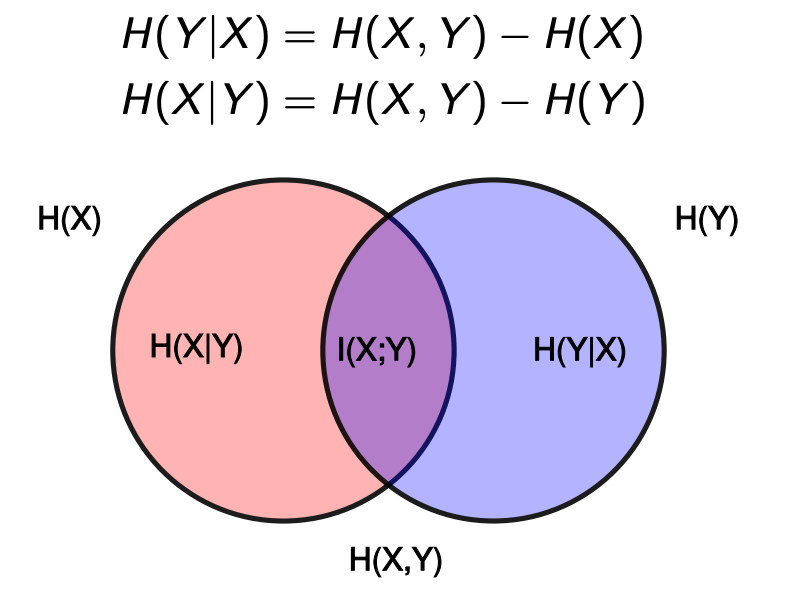 H(Y|X) = H(X, Y) − H(X)
H(X|Y) = H(X, Y) − H(Y)
H(X) H(Y)
H(X|Y) I(X;Y) H(Y|X)
H(X,Y)